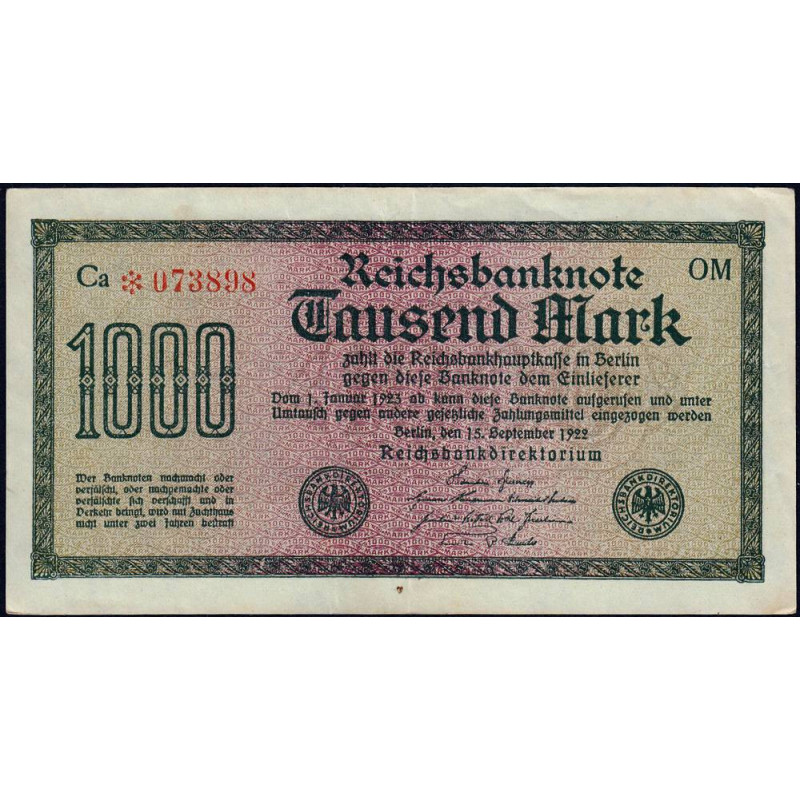 Ca *073898
OM
1000
Reichsbanknote
Tausend Mark
zahlt die Reichsbankhauptkasse in Berlin
gegen diese Banknote dem Einlieferer
Vom 1. Januar 1923 ab kann diese Banknote aufgerufen und unter
Umtausch gegen andere gesetzliche Zahlungsmittel eingezogen werden
Berlin, den 15. September 1922
Reichsbankdirektorium
Wer Banknoten nachmacht oder
verfälscht, oder nachgemachte oder
verfälschte sich verschafft und in
Verkehr bringt, wird mit Zuchthaus
nicht unter zwei Jahren bestraft
REICHSBANKDIREKTORIUM
REICHSBANKDIREKTORIUM